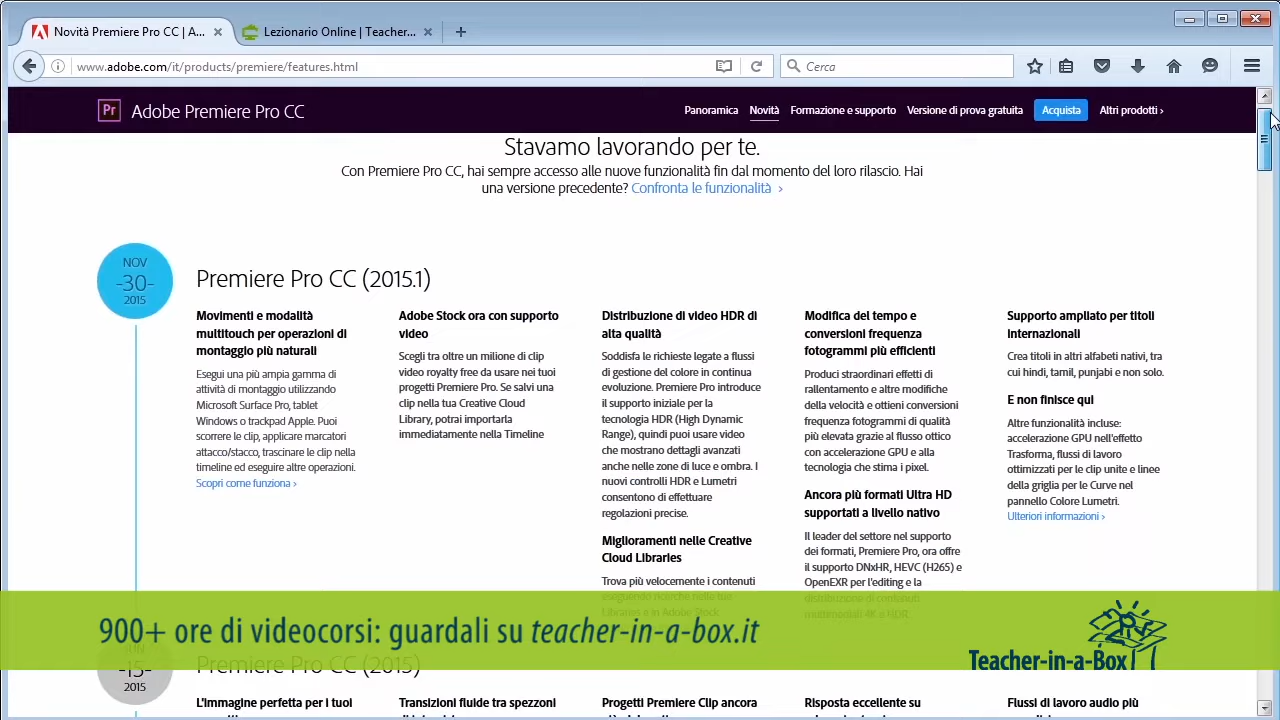 Novità Premiere Pro CC | A...
Lezionario Online | Teacher...
www.adobe.com/it/products/premiere/features.html
Cerca
Pr
Adobe Premiere Pro CC
Panoramica
Novità
Formazione e supporto
Versione di prova gratuita
Acquista
Altri prodotti ›
Stavamo lavorando per te.
Con Premiere Pro CC, hai sempre accesso alle nuove funzionalità fin dal momento del loro rilascio. Hai
una versione precedente? Confronta le funzionalità ›
NOV
-30-
2015
Premiere Pro CC (2015.1)
Movimenti e modalità
multitouch per operazioni di
montaggio più naturali
Esegui una più ampia gamma di
attività di montaggio utilizzando
Microsoft Surface Pro, tablet
Windows o trackpad Apple. Puoi
scorrere le clip, applicare marcatori
attacco/stacco, trascinare le clip nella
timeline ed eseguire altre operazioni.
Scopri come funziona ›
Adobe Stock ora con supporto
video
Scegli tra oltre un milione di clip
video royalty free da usare nei tuoi
progetti Premiere Pro. Se salvi una
clip nella tua Creative Cloud
Library, potrai importarla
immediatamente nella Timeline
Distribuzione di video HDR di
alta qualità
Soddisfa le richieste legate a flussi
di gestione del colore in continua
evoluzione. Premiere Pro introduce
il supporto iniziale per la
tecnologia HDR (High Dynamic
Range), quindi puoi usare video
che mostrano dettagli avanzati
anche nelle zone di luce e ombra. I
nuovi controlli HDR e Lumetri
consentono di effettuare
regolazioni precise.
Miglioramenti nelle Creative
Cloud Libraries
Trova più velocemente i contenuti
eseguendo ricerche nelle tue
Libraries o in Adobe Stock
Modifica del tempo e
conversioni frequenza
fotogrammi più efficienti
Produci straordinari effetti di
rallentamento e altre modifiche
della velocità e ottieni conversioni
frequenza fotogrammi di qualità
più elevata grazie al flusso ottico
con accelerazione GPU e alla
tecnologia che stima i pixel.
Ancora più formati Ultra HD
supportati a livello nativo
Il leader del settore nel supporto
dei formati, Premiere Pro, ora offre
il supporto DNxHR, HEVC (H265) e
OpenEXR per l'editing e la
distribuzione di contenuti
multimediali 4K e HDR.
Supporto ampliato per titoli
internazionali
Crea titoli in altri alfabeti nativi, tra
cui hindi, tamil, punjabi e non solo.
E non finisce qui
Altre funzionalità incluse:
accelerazione GPU nell'effetto
Trasforma, flussi di lavoro
ottimizzati per le clip unite e linee
della griglia per le Curve nel
pannello Colore Lumetri.
Ulteriori informazioni ›
900+ ore di videocorsi: guardali su teacher-in-a-box.it
Teacher-in-a-Box
JUN
-15-
2015
Premiere Pro CC (2015)
L'immagine perfetta per i tuoi
Transizioni fluide tra spezzoni
Progetti Premiere Clip ancora
Risposta eccellente su
Flussi di lavoro audio più